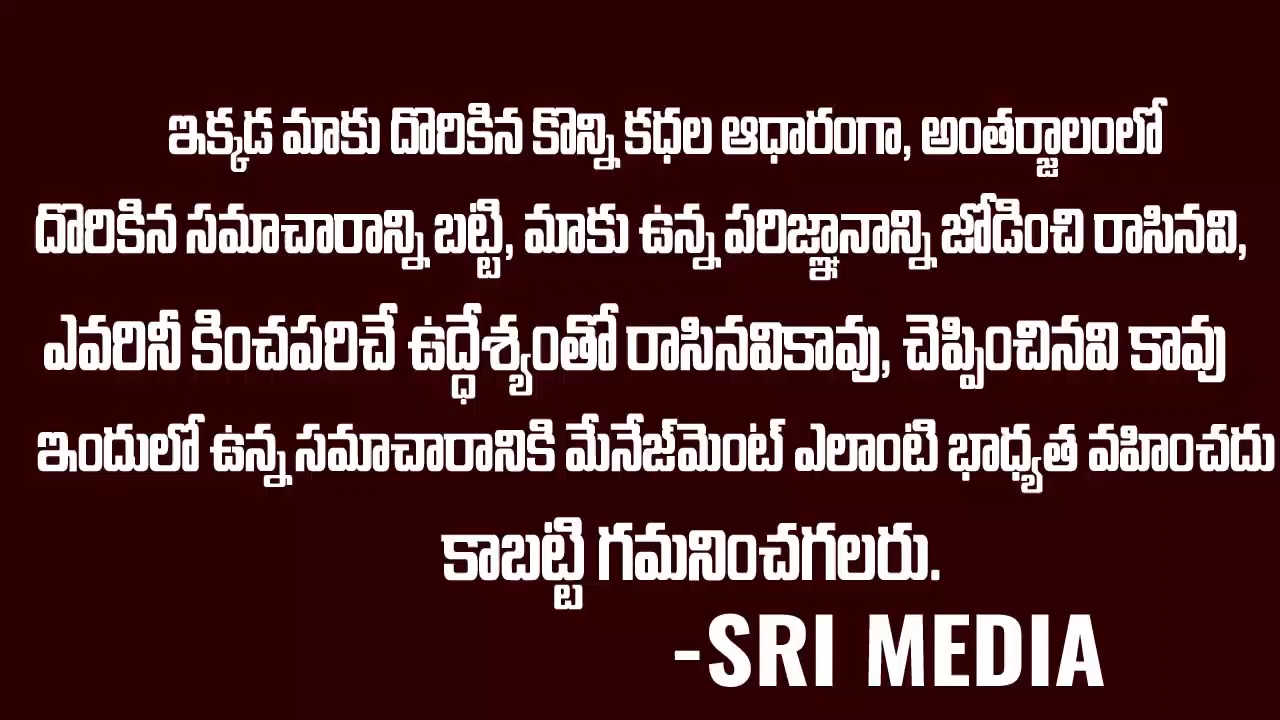 ఇక్కడ మాకు దొరికిన కొన్ని కధల ఆధారంగా, అంతర్జాలంలో
దొరికిన సమాచారాన్ని బట్టి, మాకు ఉన్న పరిజ్ఞానాన్ని జోడించి రాసినవి,
ఎవరినీ కించపరిచే ఉద్ధేశ్యంతో రాసినవికావు, చెప్పించినవి కావు
ఇందులో ఉన్న సమాచారానికి మేనేజ్‌మెంట్ ఎలాంటి భాధ్యత వహించదు
కాబట్టి గమనించగలరు.
-SRI MEDIA